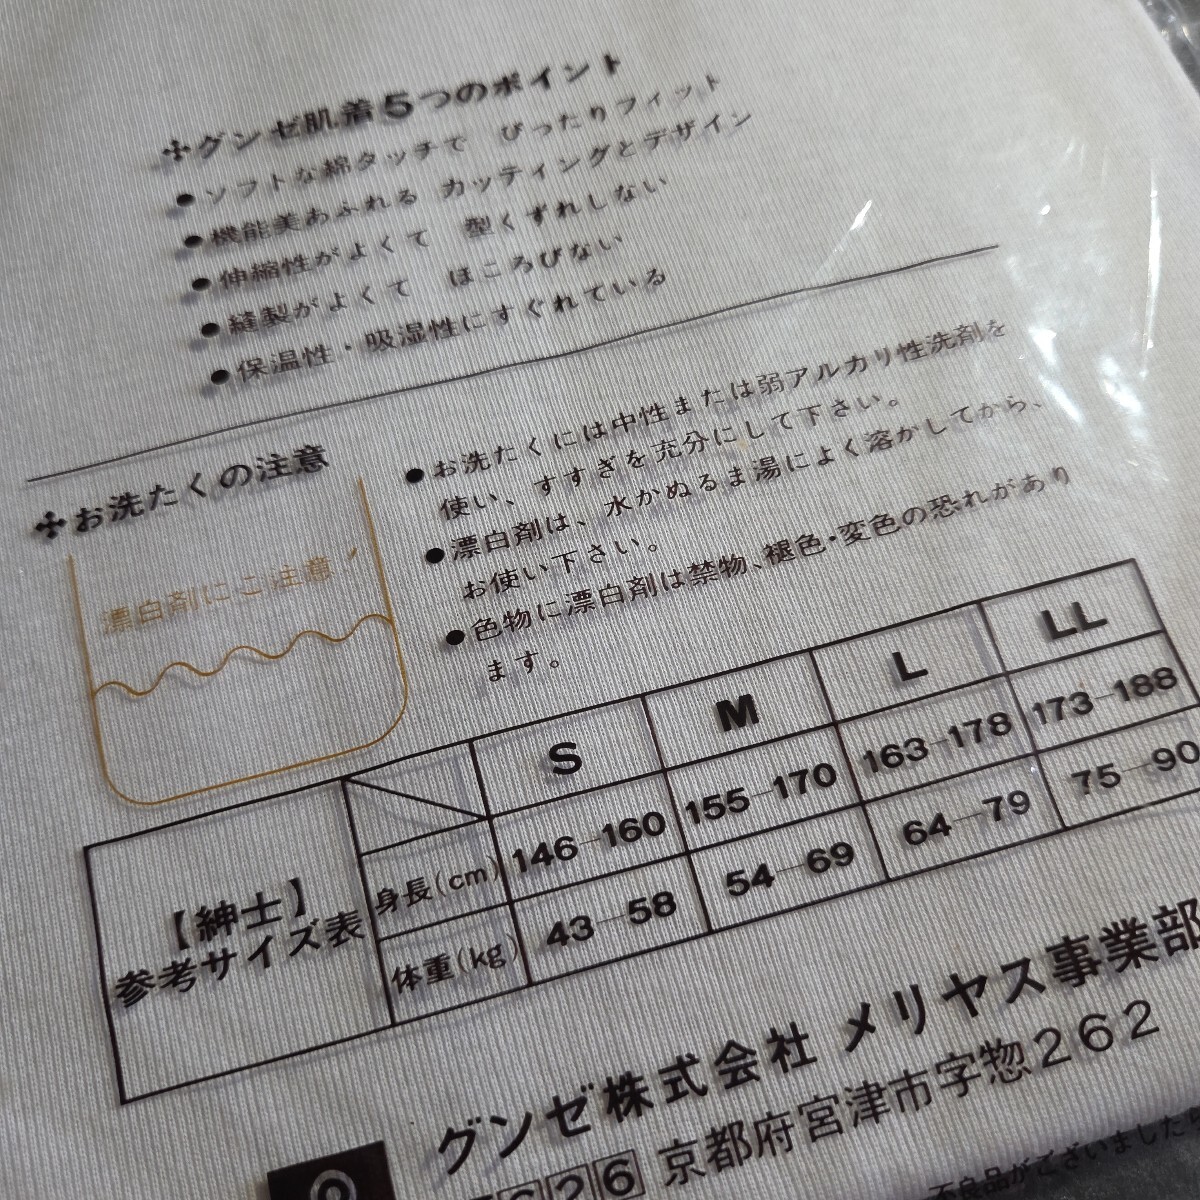 ✣グンゼ肌着5つのポイント
●ソフトな綿タッチで ぴったりフィット
●機能美あふれる カッティングとデザイン
●伸縮性がよくて 型くずれしない
●縫製がよくて ほころびない
●保温性・吸湿性にすぐれている
✣お洗たくの注意
漂白剤にご注意!
●お洗たくには中性または弱アルカリ性洗剤を
使い、すすぎを充分にして下さい。
●漂白剤は、水かぬるま湯によく溶かしてから、
お使い下さい。
●色物に漂白剤は禁物、褪色・変色の恐れがあり
ます。
【紳士】
参考サイズ表
S M L LL
身長(cm) 146-160 155-170 163-178 173-188
体重(kg) 43-58 54-69 64-79 75-90
グンゼ株式会社 メリヤス事業部
626 京都府宮津市字惣262
不良品がございましたら